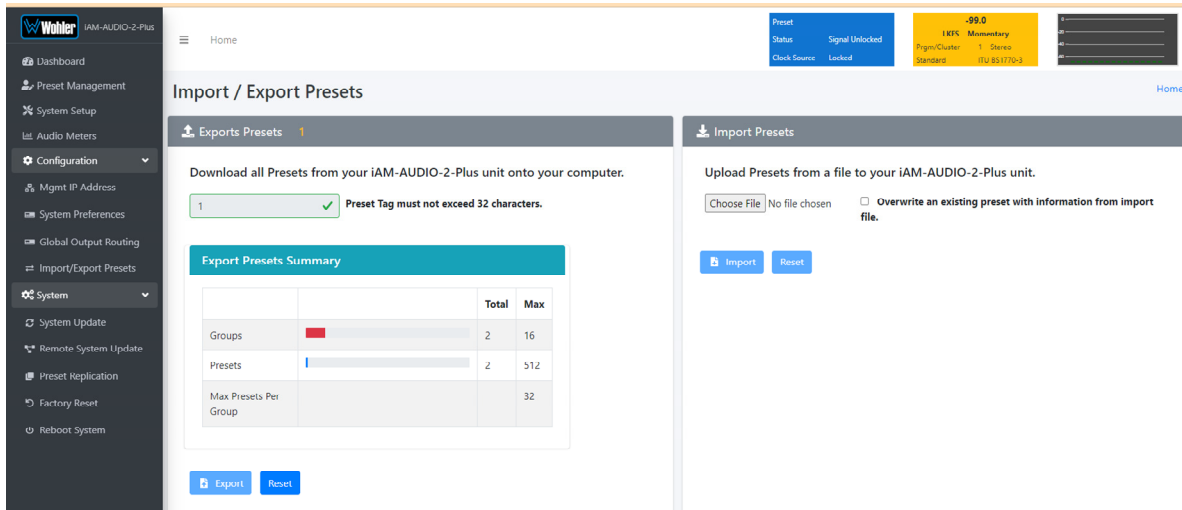 Wohler iAM-AUDIO-2-Plus
Dashboard
Preset Management
System Setup
Audio Meters
Configuration
Mgmt IP Address
System Preferences
Global Output Routing
Import/Export Presets
System
System Update
Remote System Update
Preset Replication
Factory Reset
Reboot System
Home
Preset
Status Signal Unlocked
Clock Source Locked
-99.0
LKFS Momentary
Prgm/Cluster 1 Stereo
Standard ITU BS1770-3
Import / Export Presets
Home
Exports Presets 1
Download all Presets from your iAM-AUDIO-2-Plus unit onto your computer.
1 Preset Tag must not exceed 32 characters.
Export Presets Summary
Total Max
Groups 2 16
Presets 2 512
Max Presets Per
Group
32
Export Reset
Import Presets
Upload Presets from a file to your iAM-AUDIO-2-Plus unit.
Choose File No file chosen
Overwrite an existing preset with information from import
file.
Import Reset